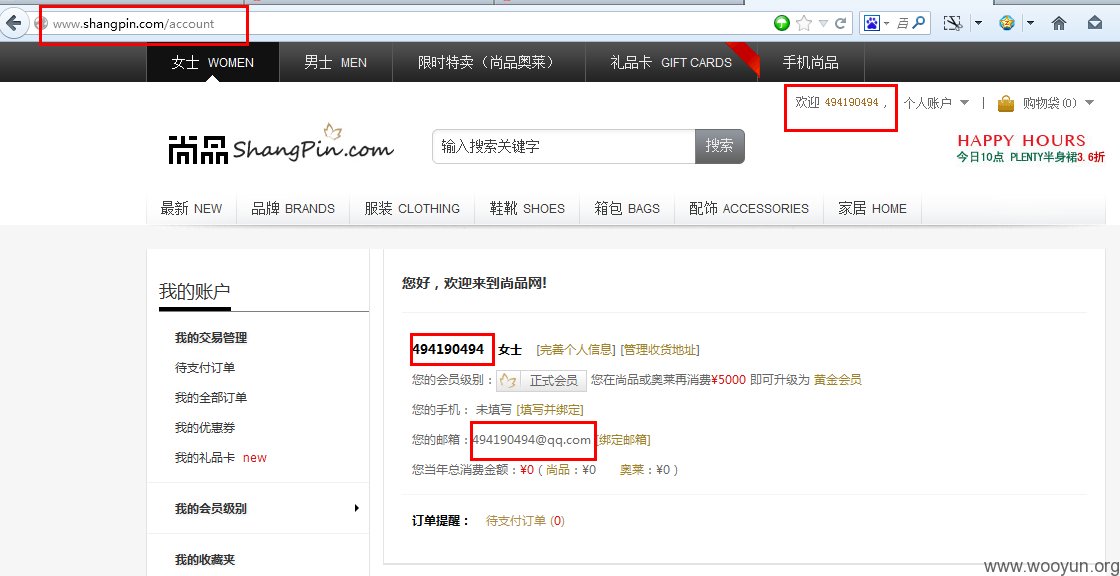 www.shangpin.com/account
女士 WOMEN 男士 MEN 限时特卖（尚品奥莱） 礼品卡 GIFT CARDS 手机尚品
欢迎 494190494 ， 个人账户 | 购物袋(0)
尚品 ShangPin.com
输入搜索关键字 搜索
HAPPY HOURS
今日10点 PLENTY半身裙3.6折
最新 NEW 品牌 BRANDS 服装 CLOTHING 鞋靴 SHOES 箱包 BAGS 配饰 ACCESSORIES 家居 HOME
我的账户
我的交易管理
待支付订单
我的全部订单
我的优惠券
我的礼品卡 new
我的会员级别
我的收藏夹
您好，欢迎来到尚品网!
494190494 女士 [完善个人信息] [管理收货地址]
您的会员级别： 正式会员 您在尚品或奥莱再消费¥5000 即可升级为 黄金会员
您的手机： 未填写 [填写并绑定]
您的邮箱：494190494@qq.com [绑定邮箱]
您当年总消费金额：¥0 ( 尚品：¥0 奥莱：¥0 )
订单提醒： 待支付订单 (0)
www.wooyun.org